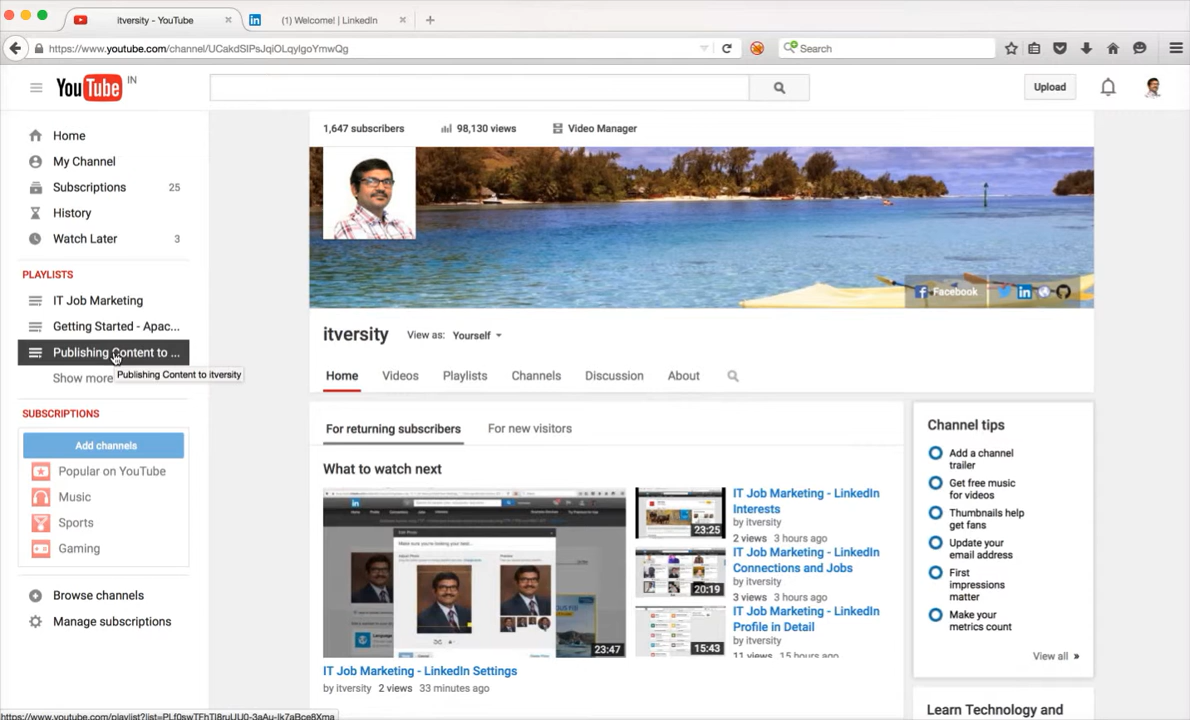 itversity - YouTube
(1) Welcome! | LinkedIn
https://www.youtube.com/channel/UCakdSIPsJqiOLqylgoYmwQg
Search
YouTube IN
Upload
Home
My Channel
Subscriptions 25
History
Watch Later 3
PLAYLISTS
IT Job Marketing
Getting Started - Apac...
Publishing Content to ...
Publishing Content to itversity
Show more
SUBSCRIPTIONS
Add channels
Popular on YouTube
Music
Sports
Gaming
Browse channels
Manage subscriptions
1,647 subscribers
98,130 views
Video Manager
Facebook
itversity
View as: Yourself
Home
Videos
Playlists
Channels
Discussion
About
For returning subscribers
For new visitors
What to watch next
23:47
IT Job Marketing - LinkedIn Settings
by itversity 2 views 33 minutes ago
23:25
IT Job Marketing - LinkedIn
Interests
by itversity
2 views 3 hours ago
20:19
IT Job Marketing - LinkedIn
Connections and Jobs
by itversity
3 views 3 hours ago
15:43
IT Job Marketing - LinkedIn
Profile in Detail
by itversity
11 views 15 hours ago
Channel tips
Add a channel
trailer
Get free music
for videos
Thumbnails help
get fans
Update your
email address
First
impressions
matter
Make your
metrics count
View all »
Learn Technology and